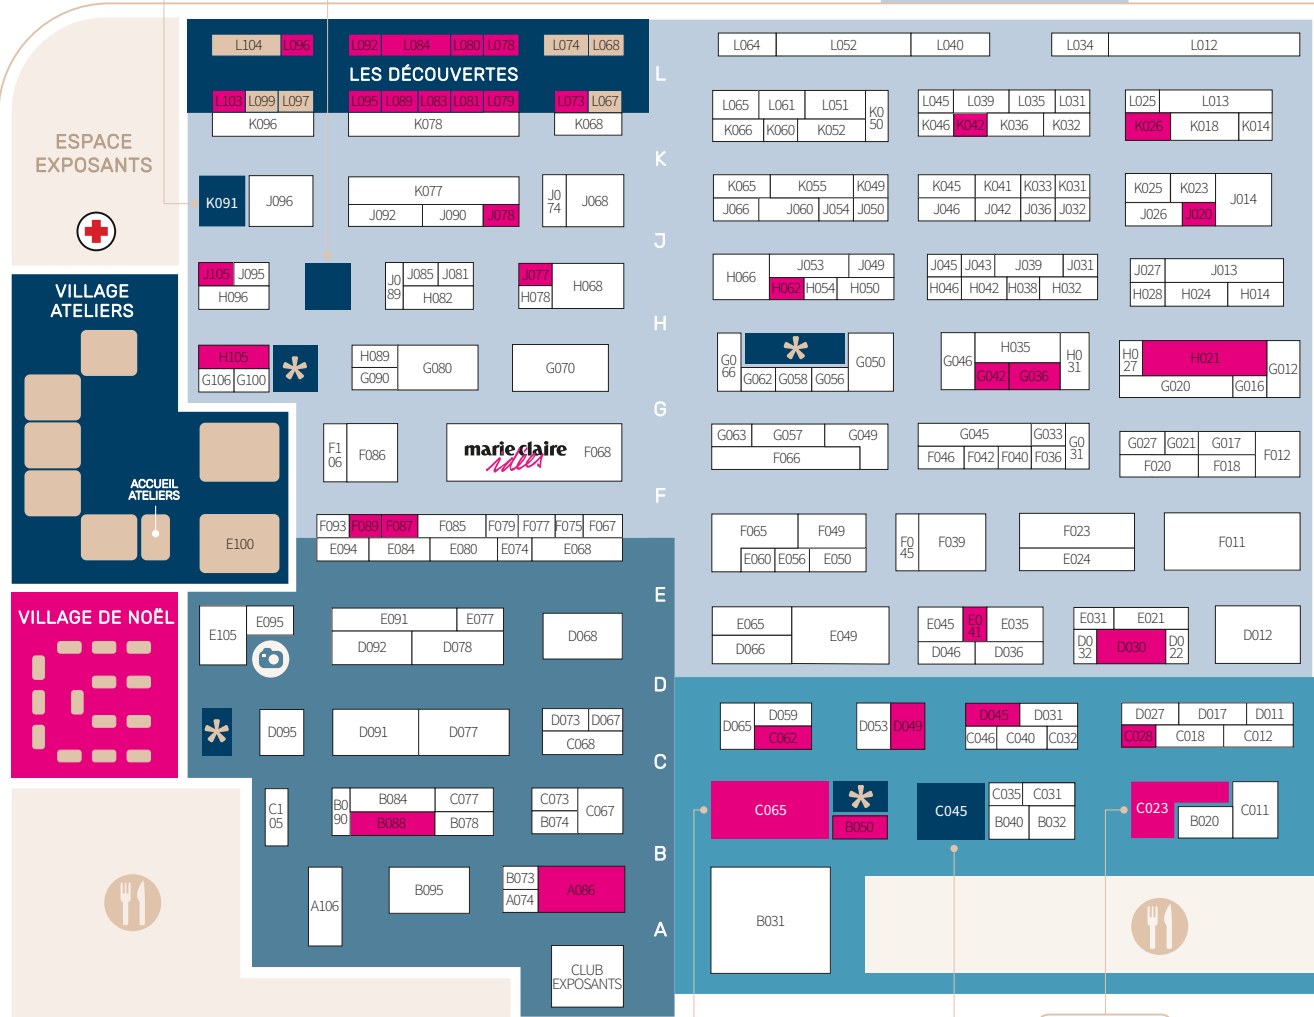 L104 L096 L092 L084 L080 L078 L074 L068 L064 L052 L040 L034 L012
LES DÉCOUVERTES
L
L103 L099 L097 L095 L089 L083 L081 L079 L073 L067 L065 L061 L051 L045 L039 L035 L031 L025 L013
K096 K078 K068 K066 K060 K052 K0
50 K046 K042 K036 K032 K026 K018 K014
ESPACE
EXPOSANTS
K
K091 J096 K077 J0
74 J068 K065 K055 K049 K045 K041 K033 K031 K025 K023 J014
J092 J090 J078 J066 J060 J054 J050 J046 J042 J036 J032 J026 J020
J
J105 J095 J0
89 J085 J081 J077 H068 H066 J053 J049 J045 J043 J039 J031 J027 J013
H096 H082 H078 H062 H054 H050 H046 H042 H038 H032 H028 H024 H014
VILLAGE
ATELIERS
H
H105 H089 G080 G070 G0
66 G050 G046 H035 H0
31 H0
27 H021 G012
G106 G100 G090 G062 G058 G056 G042 G036 G020 G016
G
F1
06 F086 marie claire
idées F068 G063 G057 G049 G045 G033 G0
31 G027 G021 G017 F012
F066 F046 F042 F040 F036 F020 F018
ACCUEIL
ATELIERS
F
E100
F093 F089 F087 F085 F079 F077 F075 F067 F065 F049 F0
45 F039 F023 F011
E094 E084 E080 E074 E068 E060 E056 E050 E024
E
VILLAGE DE NOËL
E105 E095 E091 E077 D068 E065 E049 E045 E0
41 E035 E031 E021 D012
D092 D078 D066 D046 D036 D0
32 D030 D0
22
D
D095 D091 D077 D073 D067 D065 D059 D053 D049 D045 D031 D027 D017 D011
C068 C062 C046 C040 C032 C028 C018 C012
C
C1
05 B0
90 B084 C077 C073 C067 C065 C045 C035 C031 C023 C011
B088 B078 B074 B050 B040 B032 B020
B
A106 B095 B073 A086 B031
A074
A
CLUB
EXPOSANTS